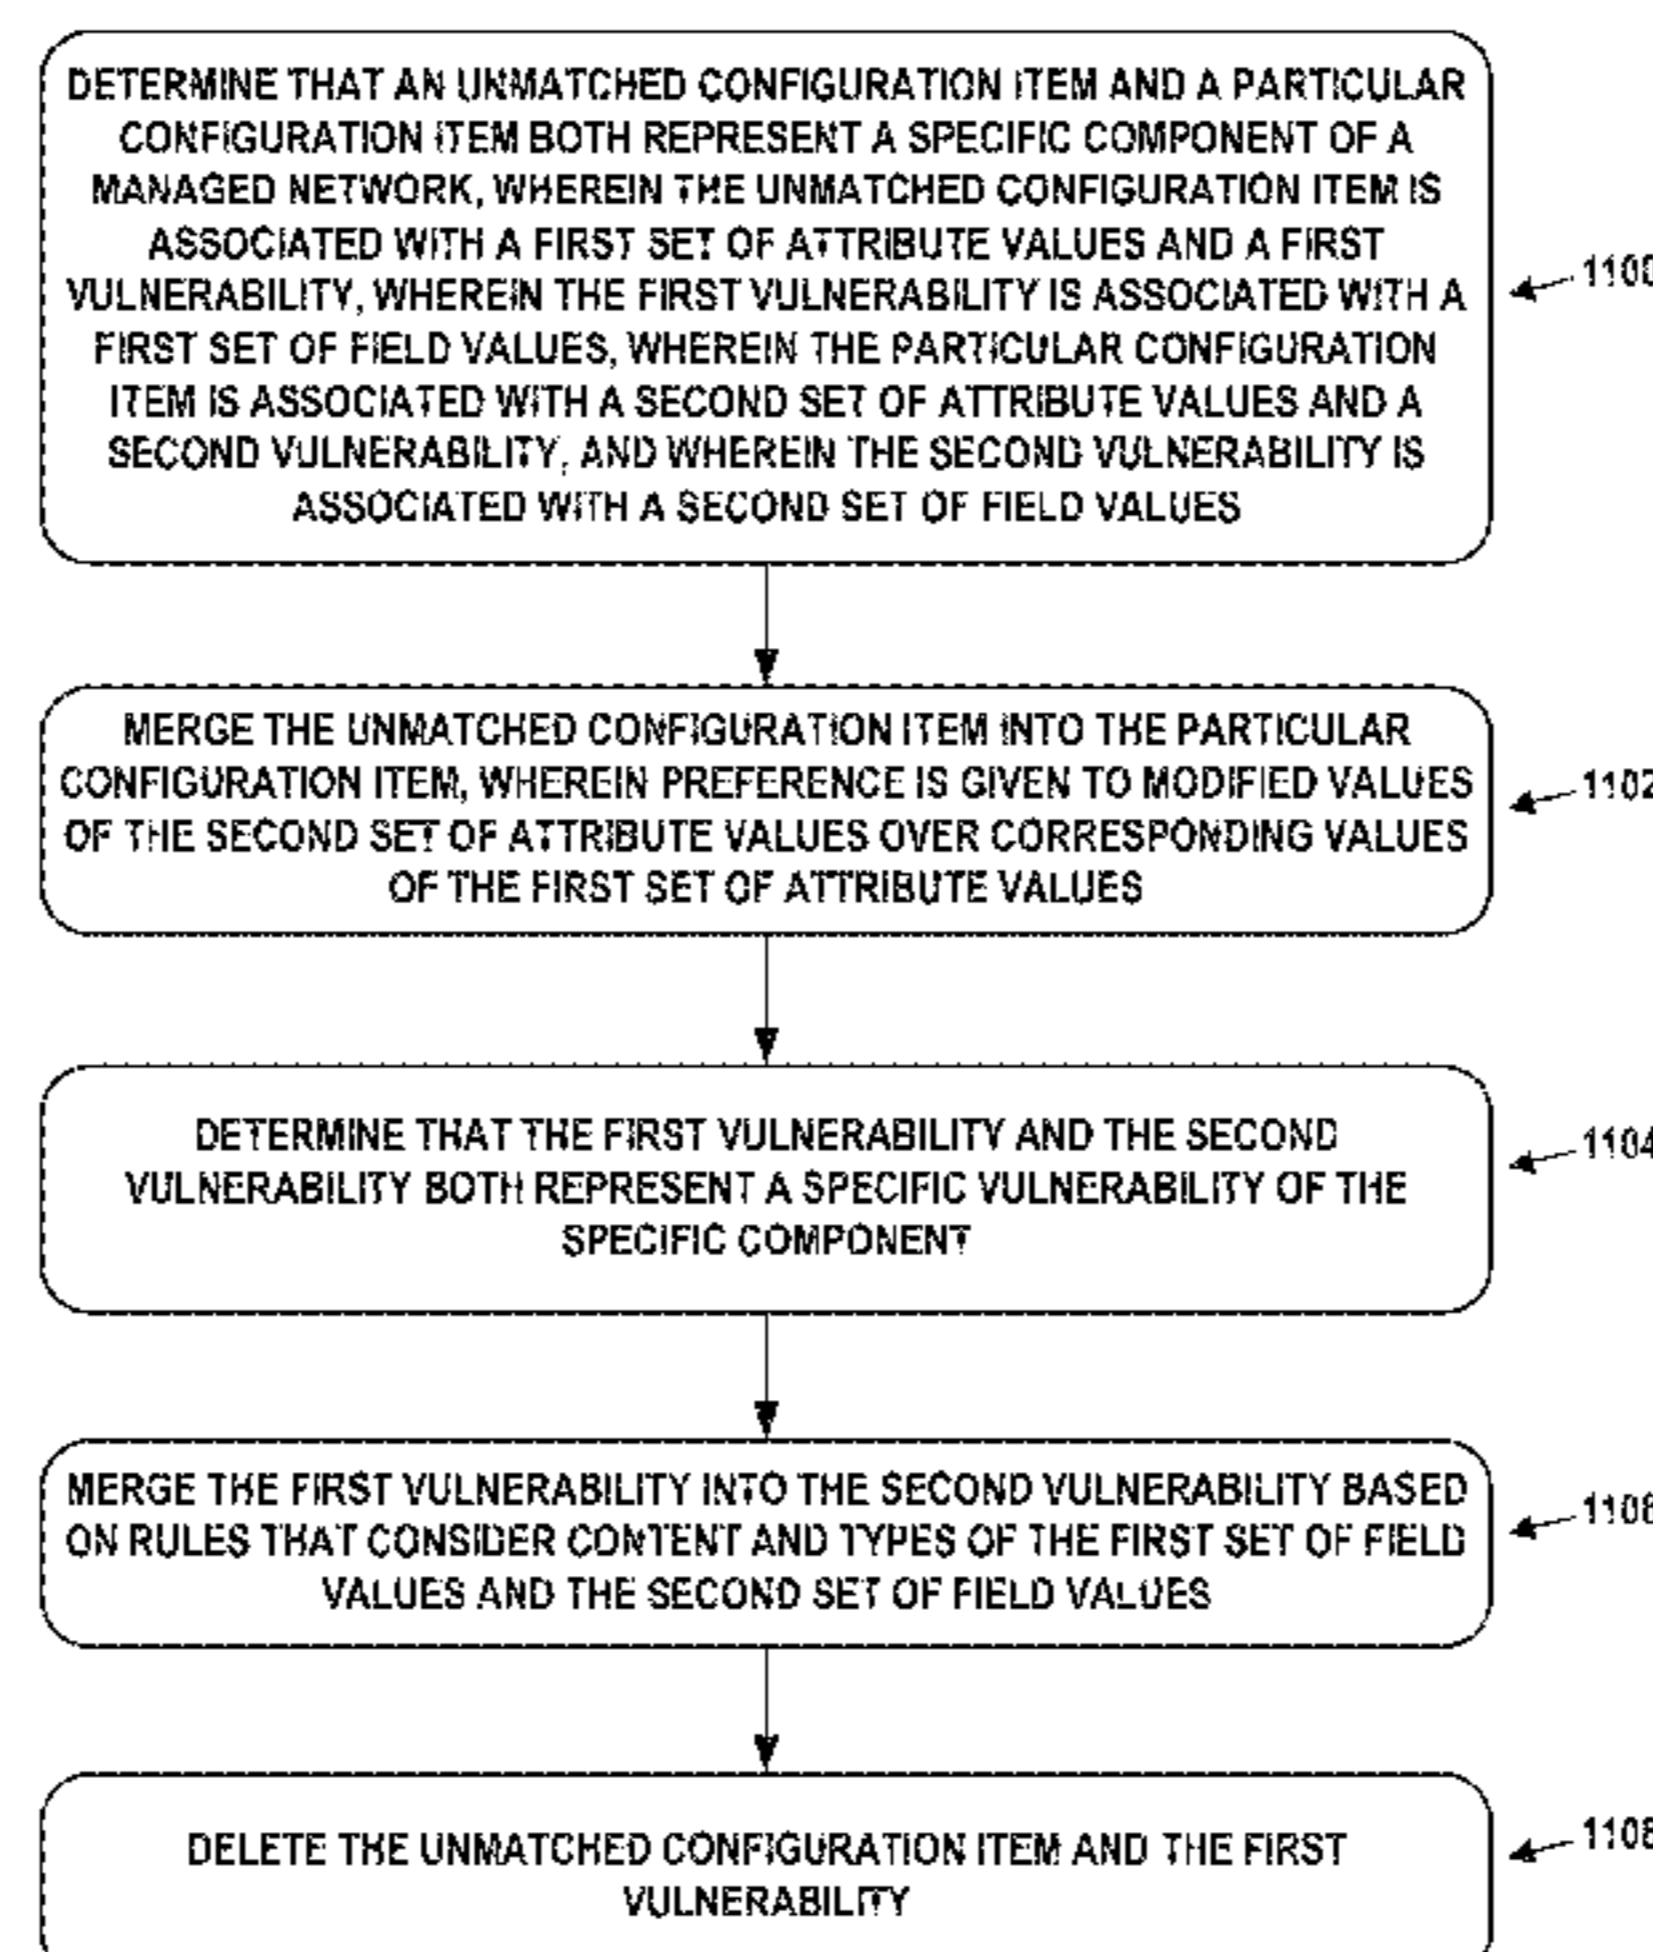 DETERMINE THAT AN UNMATCHED CONFIGURATION ITEM AND A PARTICULAR
CONFIGURATION ITEM BOTH REPRESENT A SPECIFIC COMPONENT OF A
MANAGED NETWORK, WHEREIN THE UNMATCHED CONFIGURATION ITEM IS
ASSOCIATED WITH A FIRST SET OF ATTRIBUTE VALUES AND A FIRST
VULNERABILITY, WHEREIN THE FIRST VULNERABILITY IS ASSOCIATED WITH A
FIRST SET OF FIELD VALUES, WHEREIN THE PARTICULAR CONFIGURATION
ITEM IS ASSOCIATED WITH A SECOND SET OF ATTRIBUTE VALUES AND A
SECOND VULNERABILITY, AND WHEREIN THE SECOND VULNERABILITY IS
ASSOCIATED WITH A SECOND SET OF FIELD VALUES
1100
MERGE THE UNMATCHED CONFIGURATION ITEM INTO THE PARTICULAR
CONFIGURATION ITEM, WHEREIN PREFERENCE IS GIVEN TO MODIFIED VALUES
OF THE SECOND SET OF ATTRIBUTE VALUES OVER CORRESPONDING VALUES
OF THE FIRST SET OF ATTRIBUTE VALUES
1102
DETERMINE THAT THE FIRST VULNERABILITY AND THE SECOND
VULNERABILITY BOTH REPRESENT A SPECIFIC VULNERABILITY OF THE
SPECIFIC COMPONENT
1104
MERGE THE FIRST VULNERABILITY INTO THE SECOND VULNERABILITY BASED
ON RULES THAT CONSIDER CONTENT AND TYPES OF THE FIRST SET OF FIELD
VALUES AND THE SECOND SET OF FIELD VALUES
1106
DELETE THE UNMATCHED CONFIGURATION ITEM AND THE FIRST
VULNERABILITY
1108